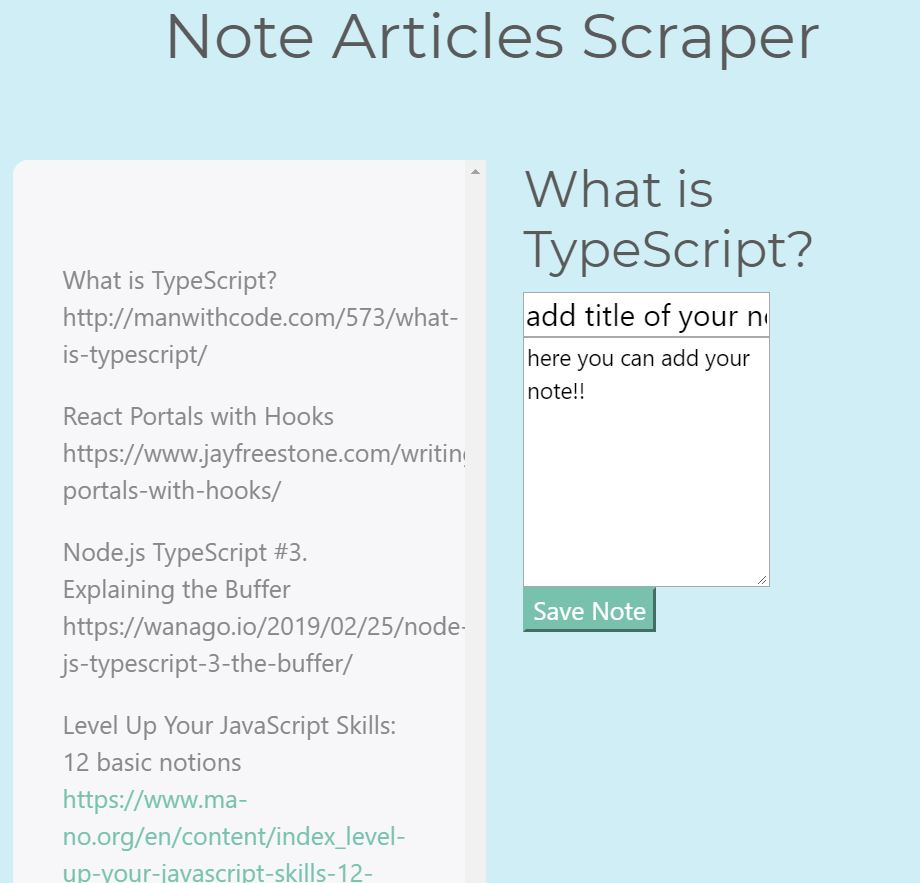 Note Articles Scraper
What is TypeScript?
http://manwithcode.com/573/what-
is-typescript/
React Portals with Hooks
https://www.jayfreestone.com/writing
portals-with-hooks/
Node.js TypeScript #3.
Explaining the Buffer
https://wanago.io/2019/02/25/node-
js-typescript-3-the-buffer/
Level Up Your JavaScript Skills:
12 basic notions
https://www.ma-
no.org/en/content/index_level-
up-your-javascript-skills-12-
What is
TypeScript?
add title of your no
here you can add your
note!!
Save Note